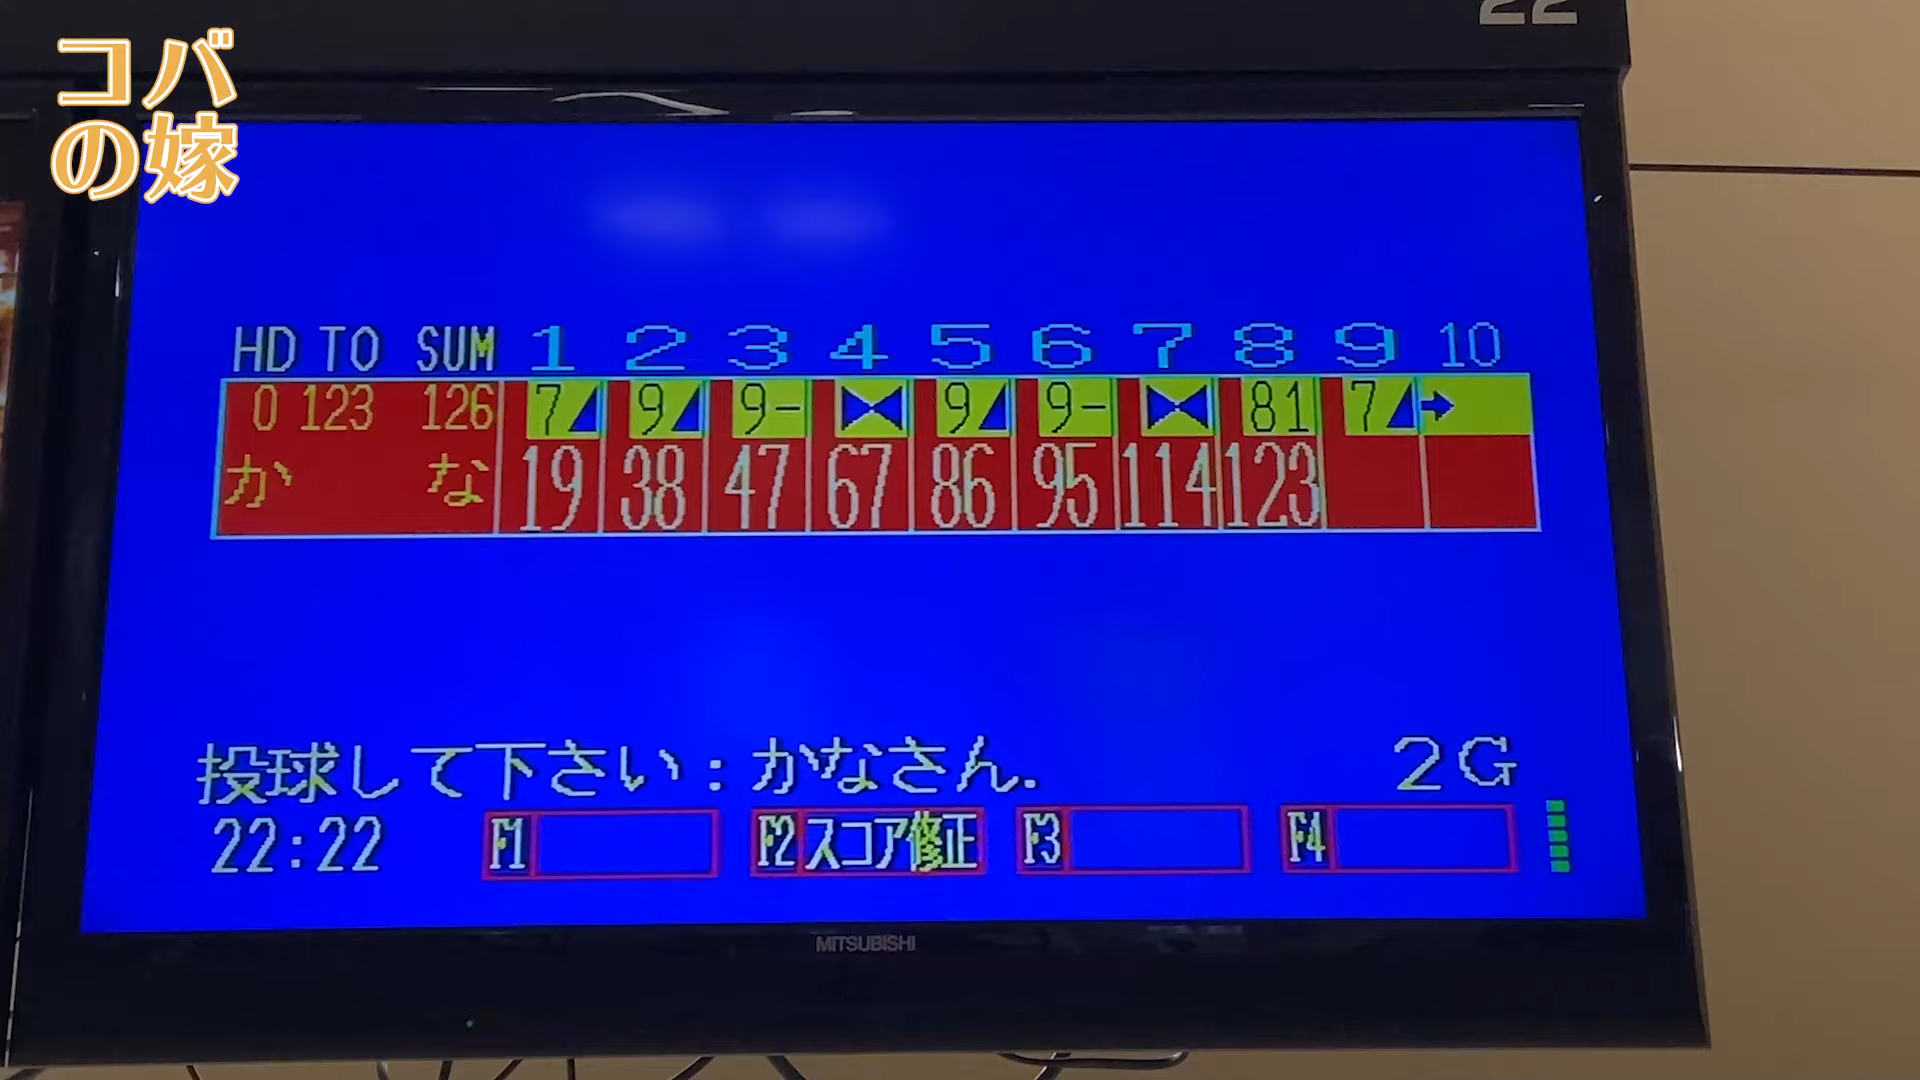 22
コバ
の嫁
HD TO SUM 1 2 3 4 5 6 7 8 9 10
0 123 126 7 9 9- 9 9- 81 7 →
かな 19 38 47 67 86 95 114 123
投球して下さい:かなさん. 2G
22:22 F1 F2 スコア修正 F3 F4
MITSUBISHI